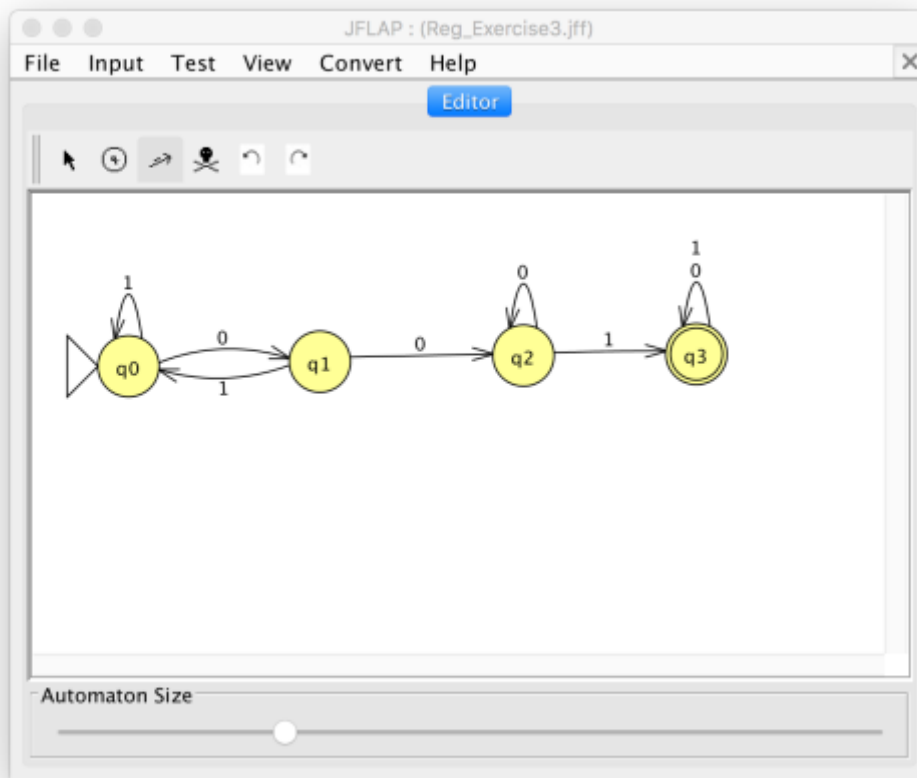 JFLAP : (Reg_Exercise3.jff)
File Input Test View Convert Help
Editor
1
0
1
0
0
1
1
0
q0
q1
q2
q3
Automaton Size